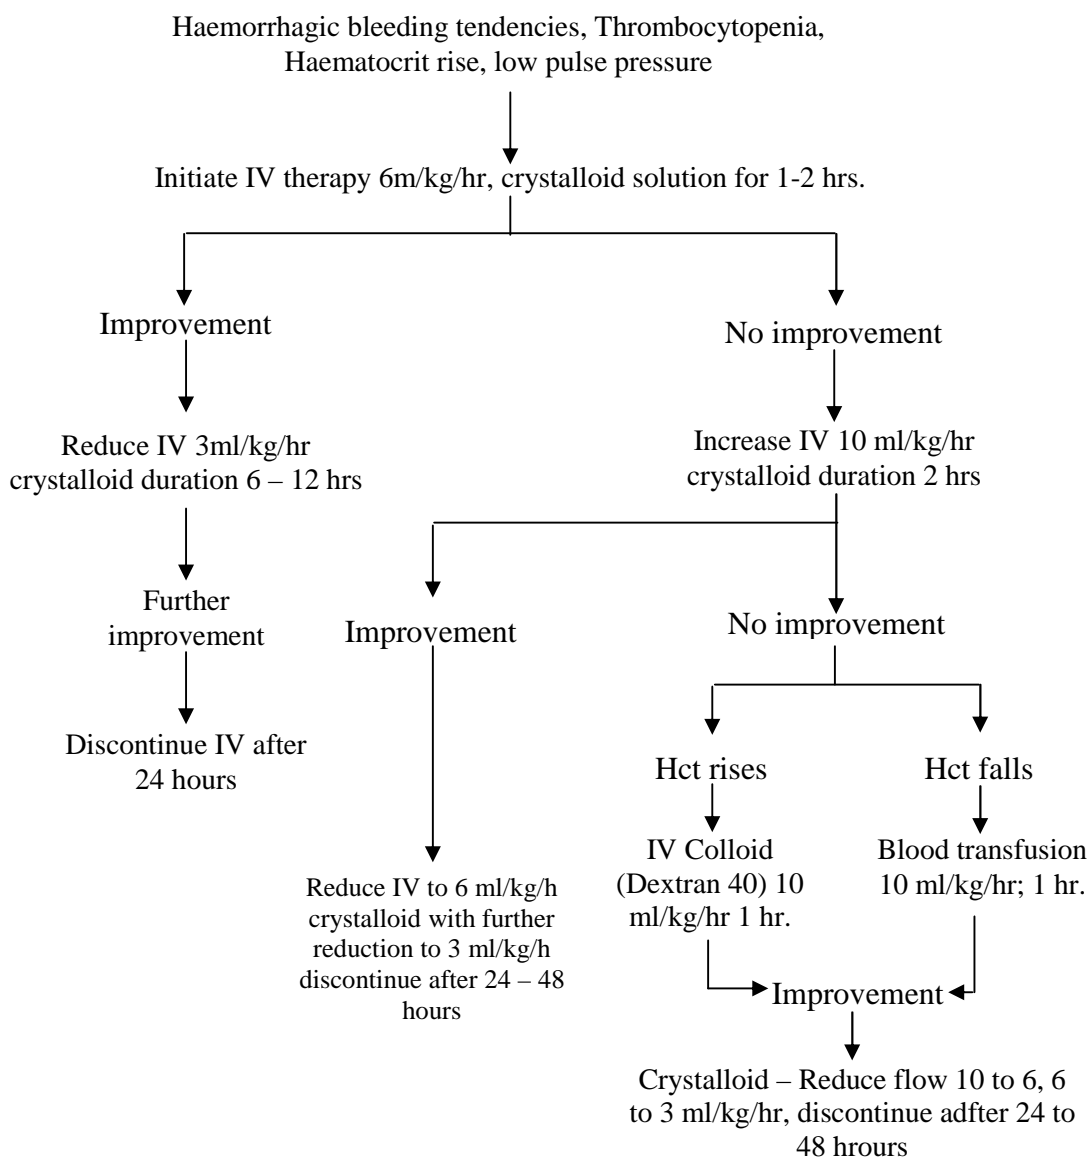 Haemorrhagic bleeding tendencies, Thrombocytopenia,
Haematocrit rise, low pulse pressure
Initiate IV therapy 6m/kg/hr, crystalloid solution for 1-2 hrs.
Improvement
No improvement
Reduce IV 3ml/kg/hr
crystalloid duration 6 – 12 hrs
Increase IV 10 ml/kg/hr
crystalloid duration 2 hrs
Further
improvement
Improvement
No improvement
Discontinue IV after
24 hours
Hct rises
Hct falls
Reduce IV to 6 ml/kg/h
crystalloid with further
reduction to 3 ml/kg/h
discontinue after 24 – 48
hours
IV Colloid
(Dextran 40) 10
ml/kg/hr 1 hr.
Blood transfusion
10 ml/kg/hr; 1 hr.
Improvement
Crystalloid – Reduce flow 10 to 6, 6
to 3 ml/kg/hr, discontinue adfter 24 to
48 hrours